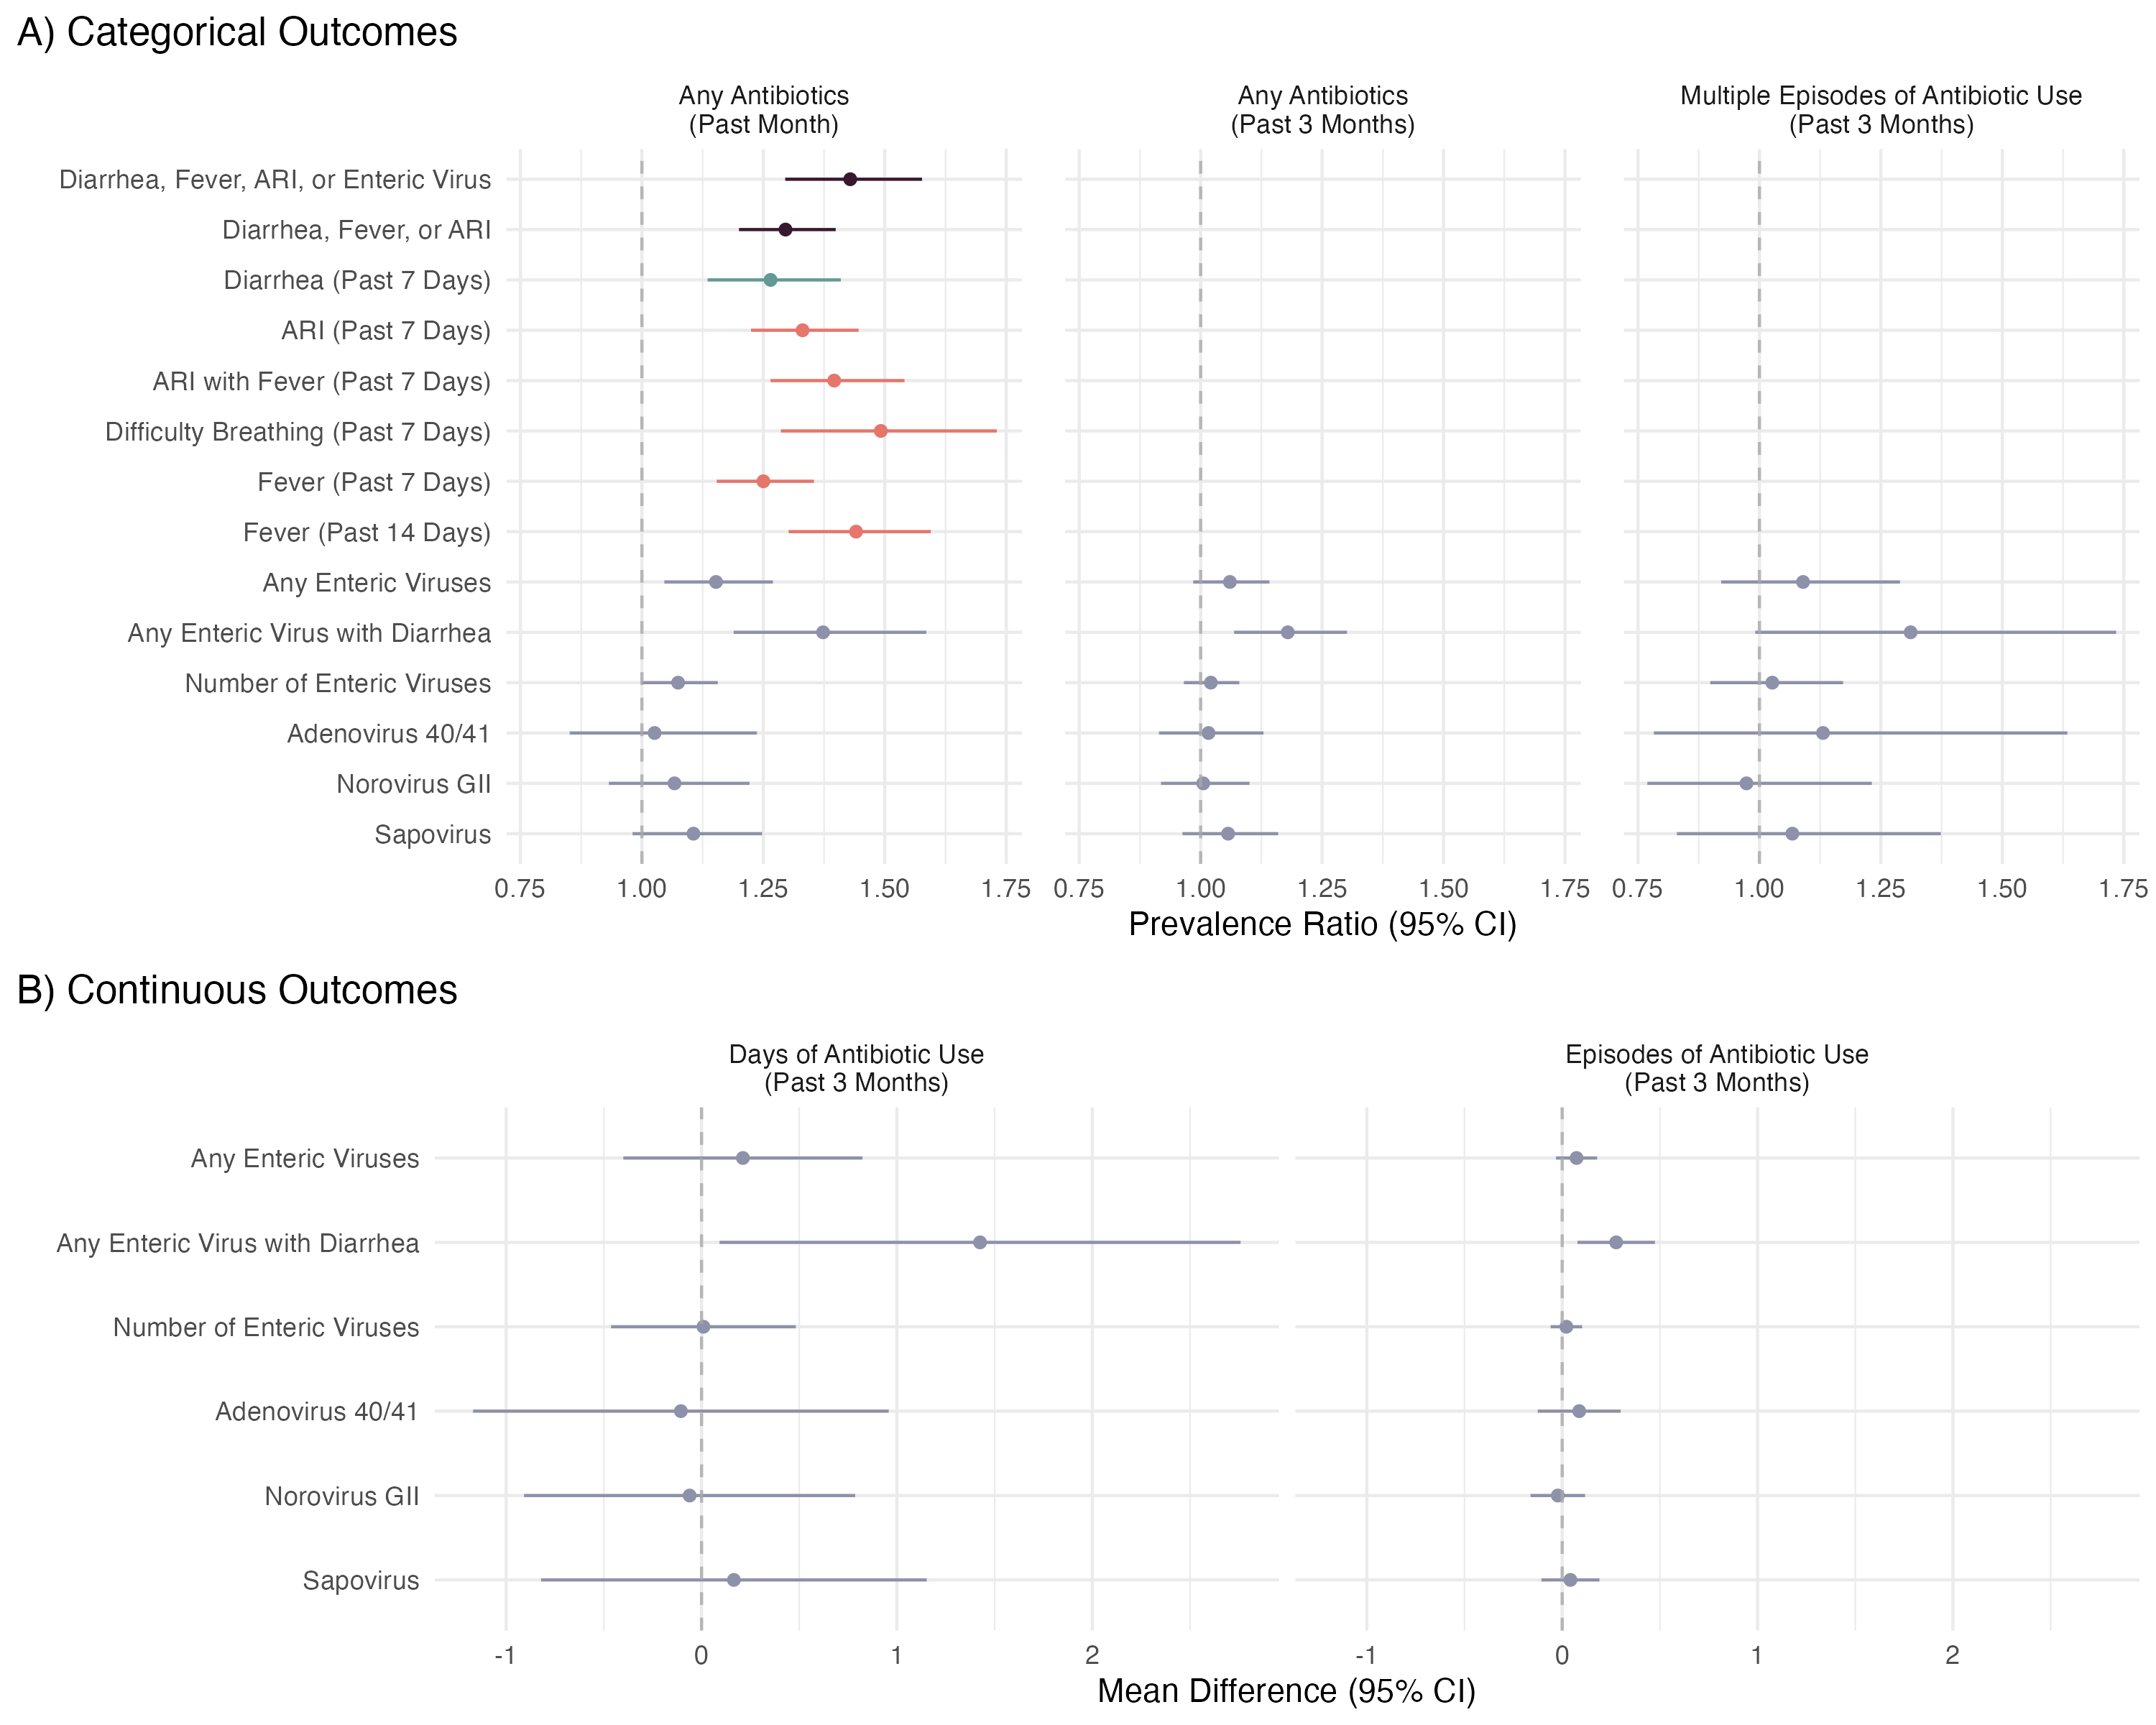 A) Categorical Outcomes
Any Antibiotics
(Past Month)
Any Antibiotics
(Past 3 Months)
Multiple Episodes of Antibiotic Use
(Past 3 Months)
Diarrhea, Fever, ARI, or Enteric Virus
Diarrhea, Fever, or ARI
Diarrhea (Past 7 Days)
ARI (Past 7 Days)
ARI with Fever (Past 7 Days)
Difficulty Breathing (Past 7 Days)
Fever (Past 7 Days)
Fever (Past 14 Days)
Any Enteric Viruses
Any Enteric Virus with Diarrhea
Number of Enteric Viruses
Adenovirus 40/41
Norovirus GII
Sapovirus
0.75 1.00 1.25 1.50 1.75 0.75 1.00 1.25 1.50 1.75 0.75 1.00 1.25 1.50 1.75
Prevalence Ratio (95% CI)
B) Continuous Outcomes
Days of Antibiotic Use
(Past 3 Months)
Episodes of Antibiotic Use
(Past 3 Months)
Any Enteric Viruses
Any Enteric Virus with Diarrhea
Number of Enteric Viruses
Adenovirus 40/41
Norovirus GII
Sapovirus
-1 0 1 2 -1 0 1 2
Mean Difference (95% CI)